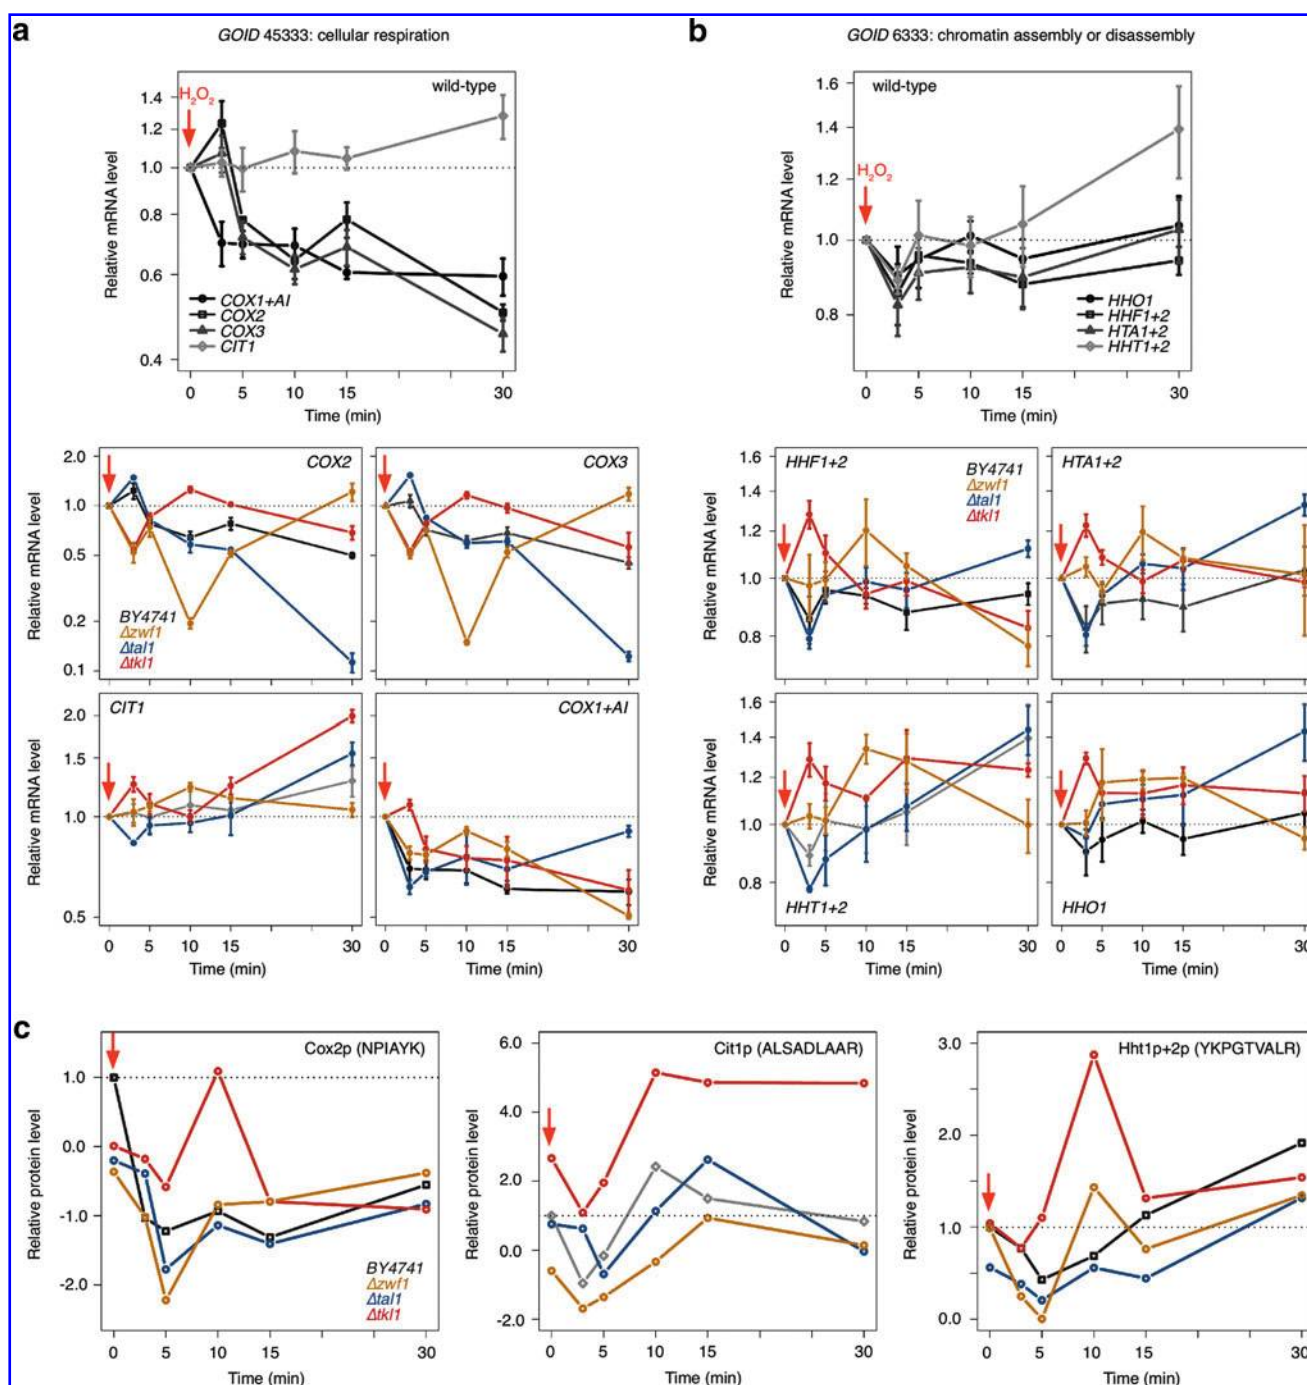 a
GOID 45333: cellular respiration
H2O2
wild-type
Relative mRNA level
1.4
1.2
1.0
0.8
0.6
0.4
COX1+AI
COX2
COX3
CIT1
0 5 10 15 30
Time (min)
COX2
COX3
Relative mRNA level
2.0
1.0
0.5
0.2
0.1
BY4741
Δzwf1
Δtal1
Δtkl1
CIT1
COX1+AI
Relative mRNA level
2.0
1.5
1.0
0.5
0 5 10 15 30
0 5 10 15 30
Time (min)
Time (min)
b
GOID 6333: chromatin assembly or disassembly
wild-type
H2O2
Relative mRNA level
1.6
1.4
1.2
1.0
0.8
HHO1
HHF1+2
HTA1+2
HHT1+2
0 5 10 15 30
Time (min)
HHF1+2
BY4741
Δzwf1
Δtal1
Δtkl1
HTA1+2
Relative mRNA level
1.6
1.4
1.2
1.0
0.8
Relative mRNA level
1.6
1.4
1.2
1.0
0.8
HHT1+2
HHO1
0 5 10 15 30
0 5 10 15 30
Time (min)
Time (min)
c
Cox2p (NPIAYK)
Relative protein level
1.0
0.0
-1.0
-2.0
BY4741
Δzwf1
Δtal1
Δtkl1
0 5 10 15 30
Time (min)
Cit1p (ALSADLAAR)
Relative protein level
6.0
4.0
2.0
0.0
-2.0
0 5 10 15 30
Time (min)
Hht1p+2p (YKPGTVALR)
Relative protein level
3.0
2.0
1.0
0.0
0 5 10 15 30
Time (min)